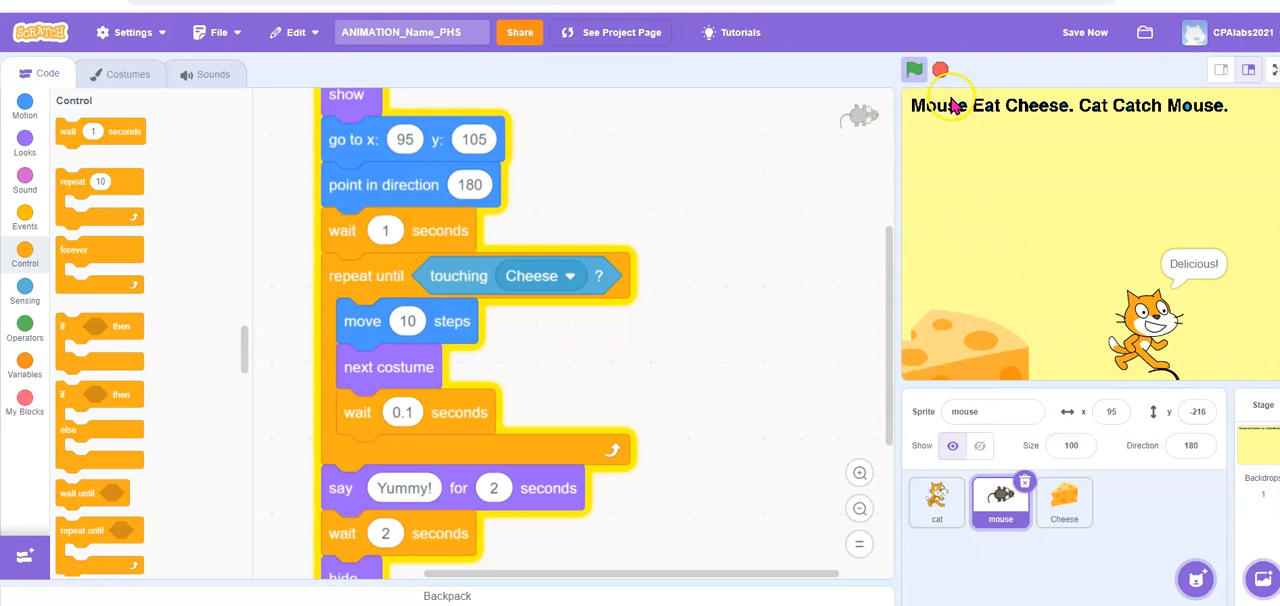 SCRATCH Settings File Edit ANIMATION_Name_PHS Share See Project Page Tutorials Save Now CPAlabs2021
Code Costumes Sounds
Motion
Looks
Sound
Events
Control
Sensing
Operators
Variables
My Blocks
Control
wait 1 seconds
repeat 10
forever
if then
if then
else
wait until
repeat until
show
go to x: 95 y: 105
point in direction 180
wait 1 seconds
repeat until touching Cheese ?
move 10 steps
next costume
wait 0.1 seconds
say Yummy! for 2 seconds
wait 2 seconds
hide
Backpack
Mouse Eat Cheese. Cat Catch Mouse.
Delicious!
Sprite mouse x 95 y -216
Show Size 100 Direction 180
cat mouse Cheese
Stage
Backdrops
1